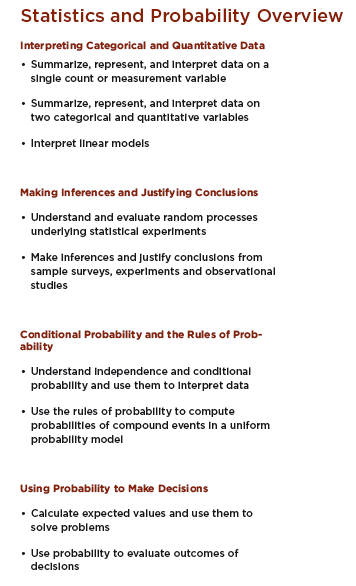 Statistics and Probability Overview
Interpreting Categorical and Quantitative Data
• Summarize, represent, and interpret data on a
single count or measurement variable
• Summarize, represent, and interpret data on
two categorical and quantitative variables
• Interpret linear models
Making Inferences and Justifying Conclusions
• Understand and evaluate random processes
underlying statistical experiments
• Make inferences and justify conclusions from
sample surveys, experiments and observational
studies
Conditional Probability and the Rules of Prob-
ability
• Understand independence and conditional
probability and use them to interpret data
• Use the rules of probability to compute
probabilities of compound events in a uniform
probability model
Using Probability to Make Decisions
• Calculate expected values and use them to
solve problems
• Use probability to evaluate outcomes of
decisions